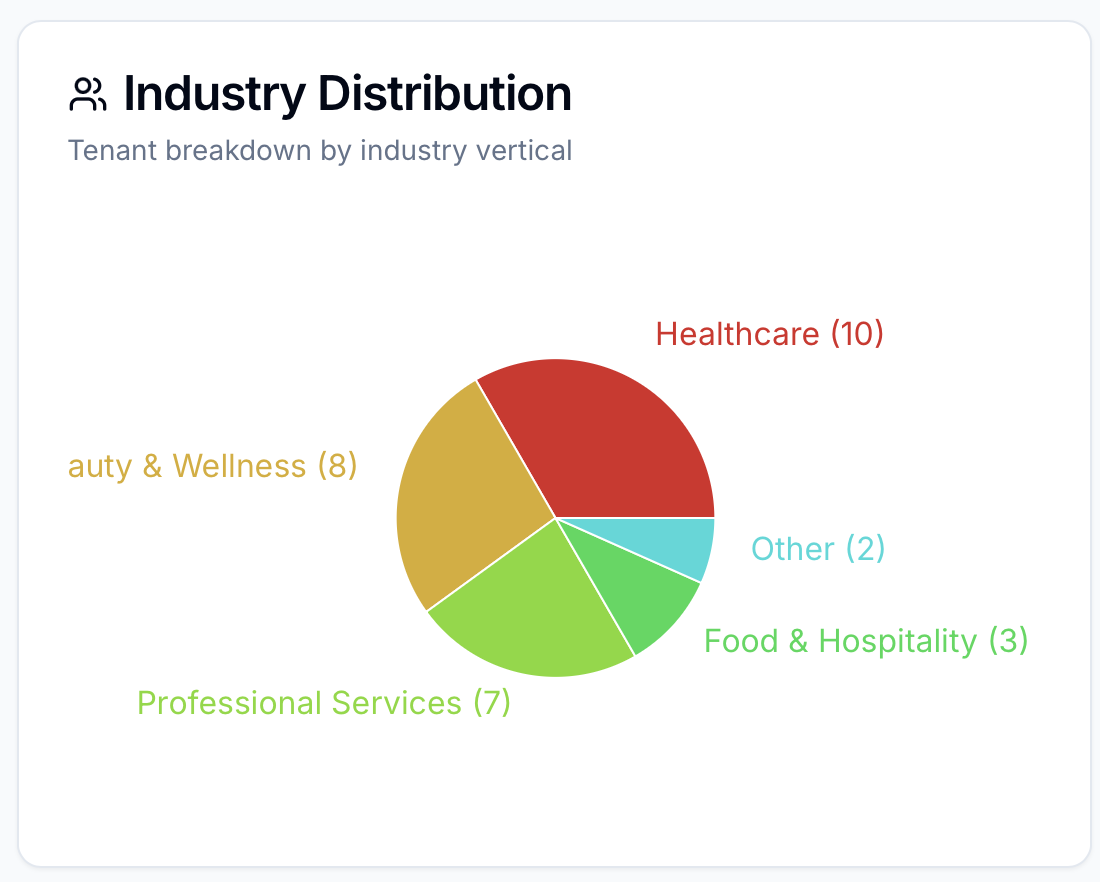 Industry Distribution
Tenant breakdown by industry vertical
Healthcare (10)
auty & Wellness (8)
Other (2)
Food & Hospitality (3)
Professional Services (7)